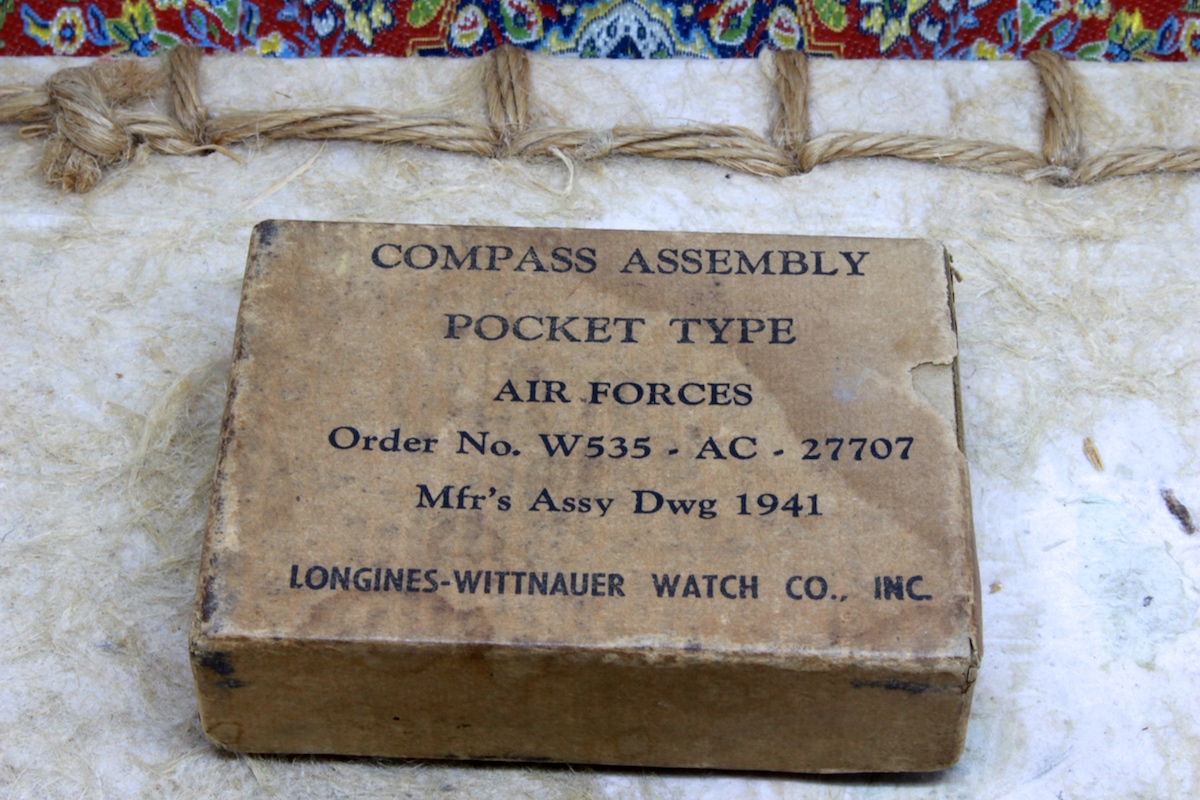 COMPASS ASSEMBLY
POCKET TYPE
AIR FORCES
Order No. W535 - AC - 27707
Mfr's Assy Dwg 1941
LONGINES-WITTNAUER WATCH CO., INC.